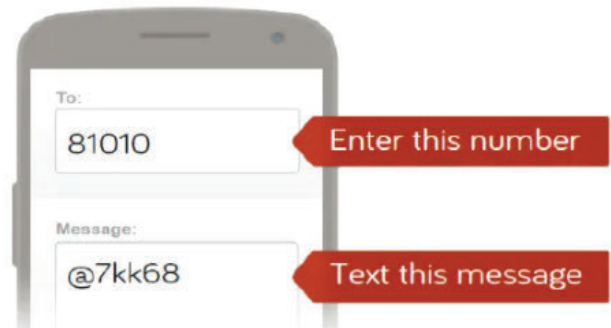 To:
81010
Enter this number
Message:
@7kk68
Text this message